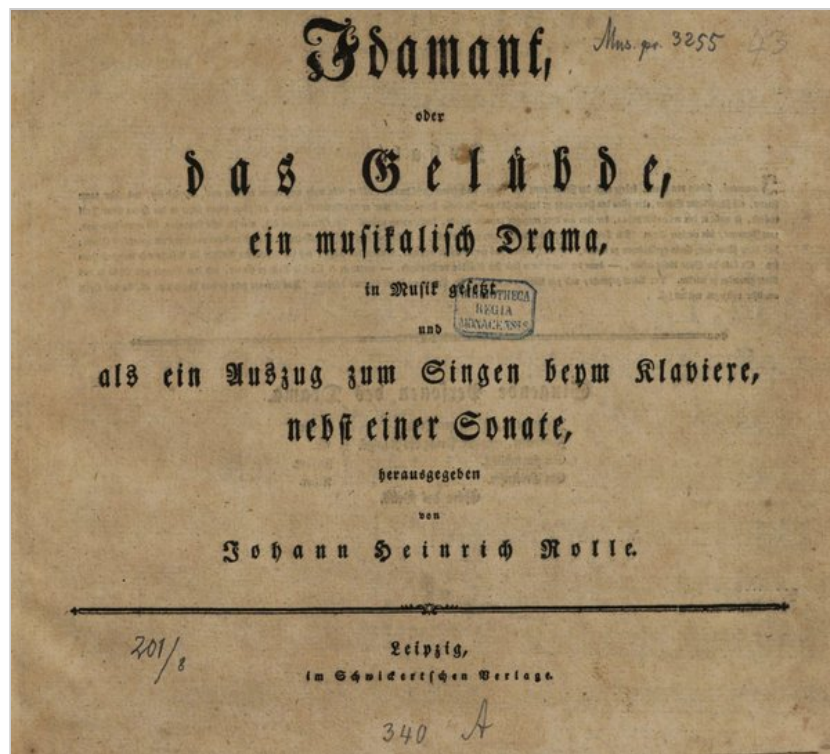 Idamant,
Mus. pr. 3255
oder
das Gelübde,
ein musikalisch Drama,
in Musik gesetzt
BIBLIOTHECA
REGIA
MONACENSIS
und
als ein Auszug zum Singen beym Klaviere,
nebst einer Sonate,
herausgegeben
von
Johann Heinrich Rolle.
Leipzig,
im Schwickertschen Verlage.
201/8
340 A